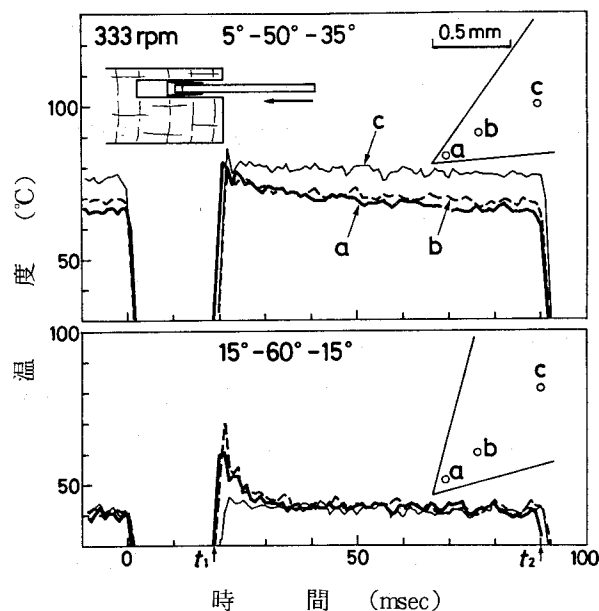 333 rpm 5°-50°-35°
0.5 mm
c
b
a
c
a
b
100
50
温 度 (℃)
15°-60°-15°
c
b
a
100
50
0 t₁ 50 t₂ 100
時 間 (msec)